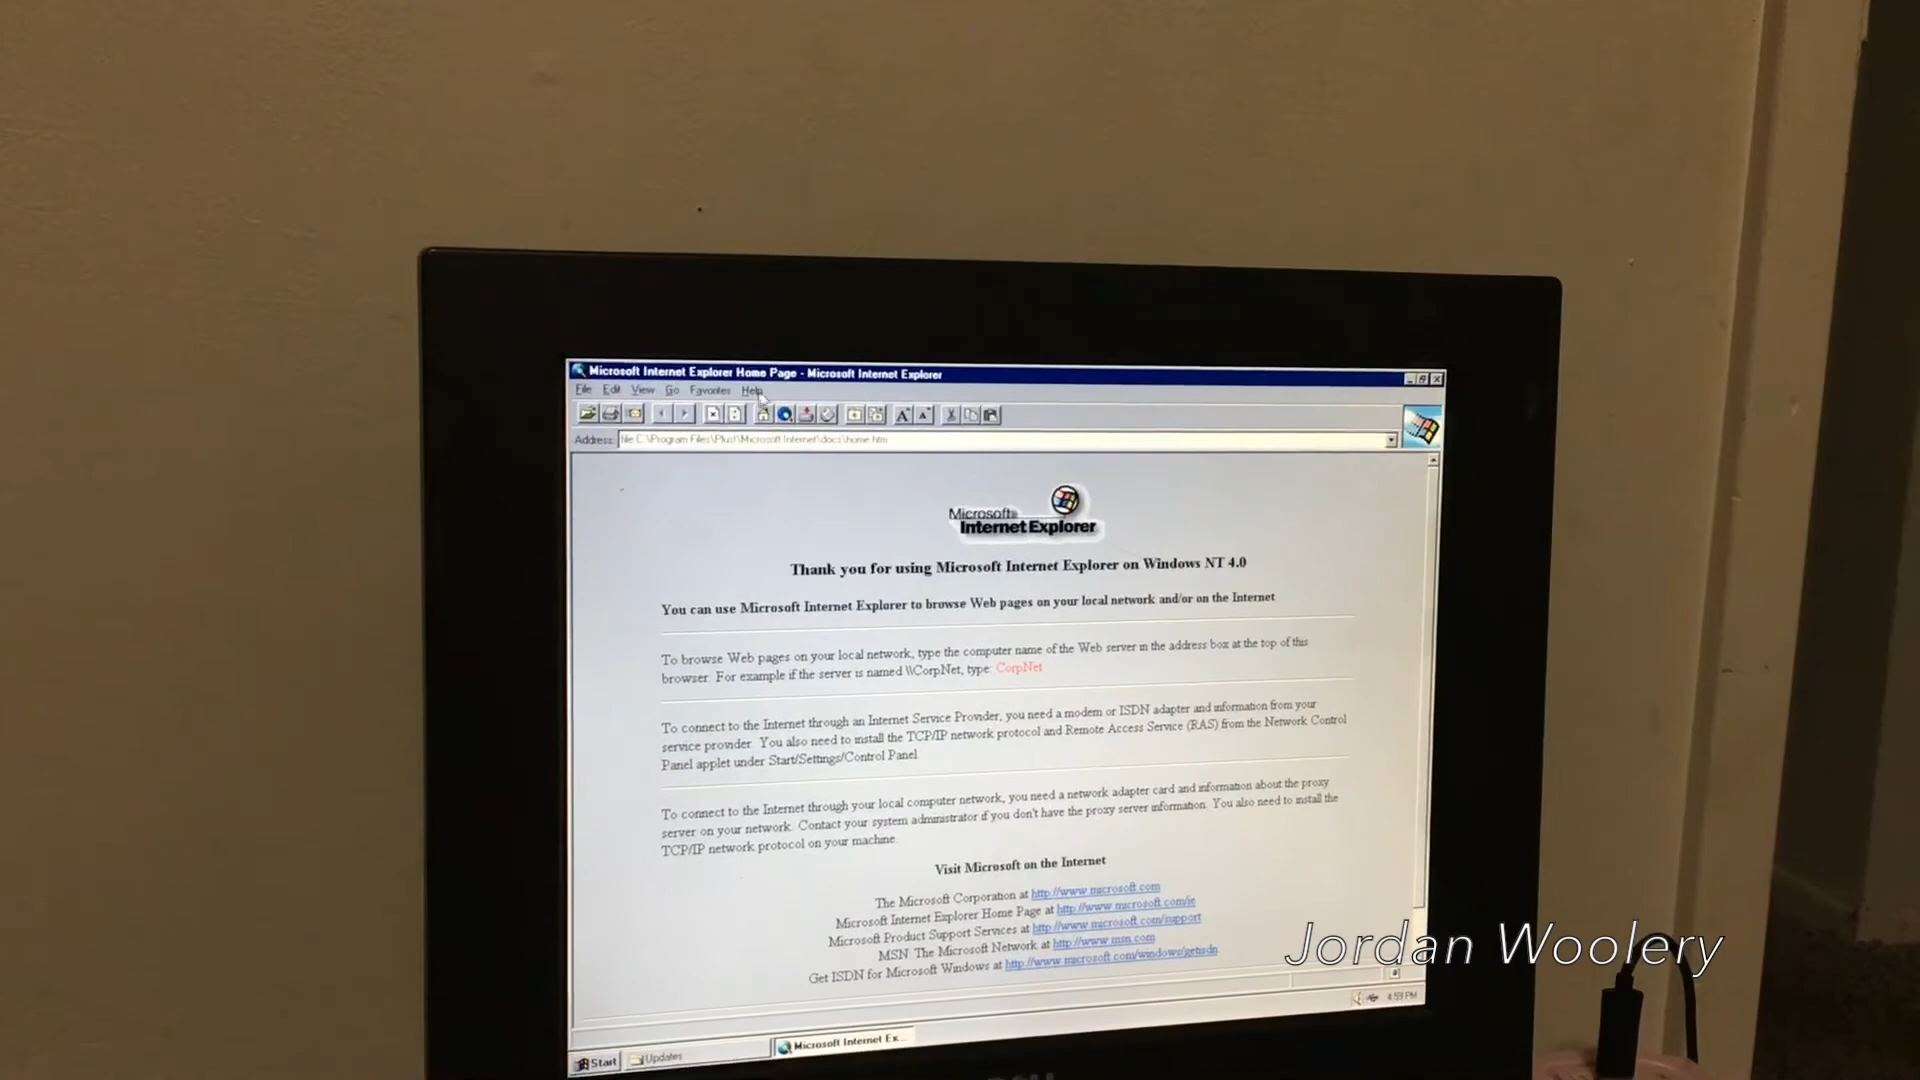 Microsoft Internet Explorer Home Page - Microsoft Internet Explorer
File Edit View Go Favorites Help
Address: file:C:\Program Files\Plus!\Microsoft Internet\docs\home.htm
Microsoft®
Internet Explorer
Thank you for using Microsoft Internet Explorer on Windows NT 4.0
You can use Microsoft Internet Explorer to browse Web pages on your local network and/or on the Internet
To browse Web pages on your local network, type the computer name of the Web server in the address box at the top of this
browser. For example if the server is named \\CorpNet, type: CorpNet
To connect to the Internet through an Internet Service Provider, you need a modem or ISDN adapter and information from your
service provider. You also need to install the TCP/IP network protocol and Remote Access Service (RAS) from the Network Control
Panel applet under Start/Settings/Control Panel.
To connect to the Internet through your local computer network, you need a network adapter card and information about the proxy
server on your network. Contact your system administrator if you don't have the proxy server information. You also need to install the
TCP/IP network protocol on your machine.
Visit Microsoft on the Internet
The Microsoft Corporation at http://www.microsoft.com
Microsoft Internet Explorer Home Page at http://www.microsoft.com/ie
Microsoft Product Support Services at http://www.microsoft.com/support
MSN The Microsoft Network at http://www.msn.com
Get ISDN for Microsoft Windows at http://www.microsoft.com/windows/getisdn
Jordan Woolery
4:59 PM
Start Updates Microsoft Internet Ex...